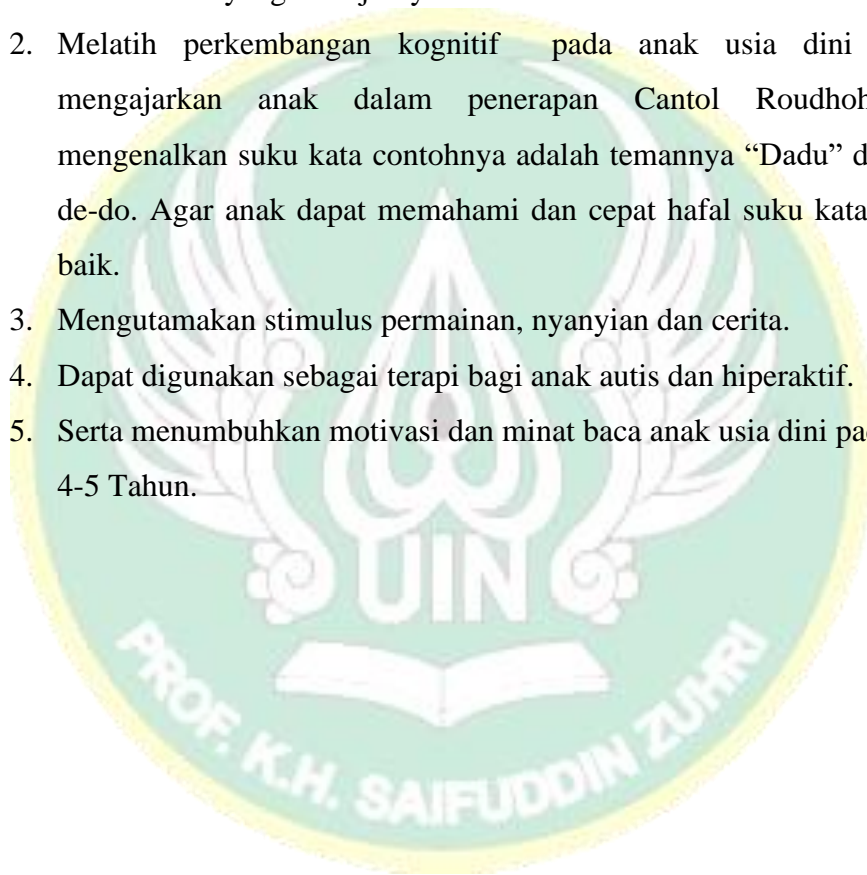 2. Melatih perkembangan kognitif pada anak usia dini
mengajarkan anak dalam penerapan Cantol
mengenalkan suku kata contohnya adalah temannya “Dadu”
de-do. Agar anak dapat memahami dan cepat hafal suku kata
baik.
3. Mengutamakan stimulus permainan, nyanyian dan cerita.
4. Dapat digunakan sebagai terapi bagi anak autis dan hiperaktif.
5. Serta menumbuhkan motivasi dan minat baca anak usia dini
4-5 Tahun.
UIN
PROF. K.H. SAIFUDDIN ZUHRI